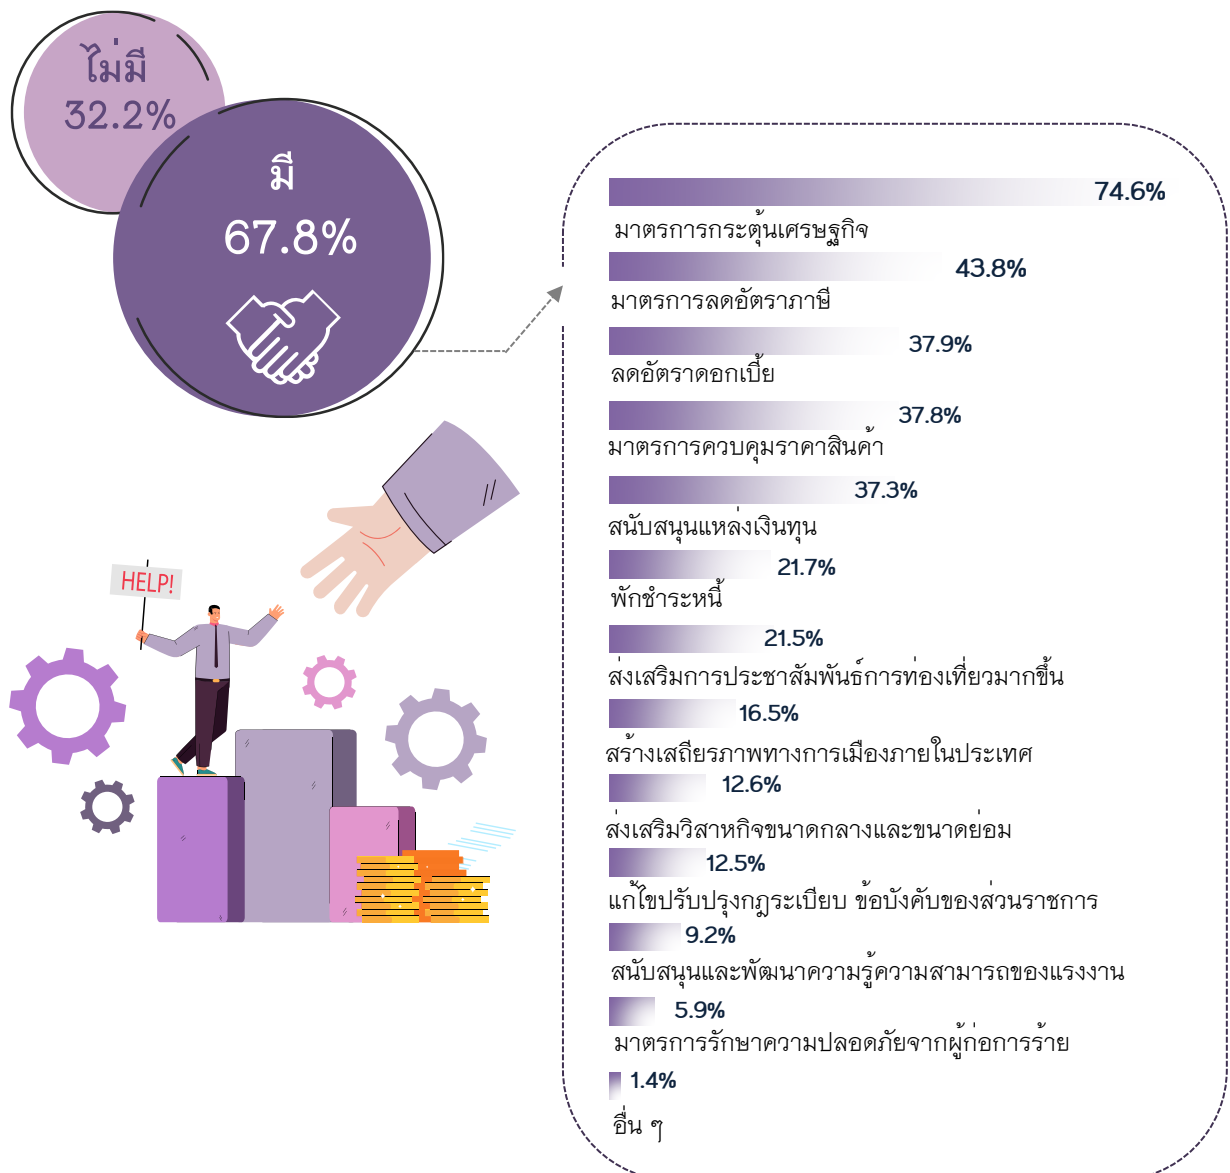 ไม่มี
32.2%
มี
67.8%
74.6%
มาตรการกระตุ้นเศรษฐกิจ
43.8%
มาตรการลดอัตราภาษี
37.9%
ลดอัตราดอกเบี้ย
37.8%
มาตรการควบคุมราคาสินค้า
37.3%
สนับสนุนแหล่งเงินทุน
21.7%
พักชำระหนี้
21.5%
ส่งเสริมการประชาสัมพันธ์การท่องเที่ยวมากขึ้น
16.5%
สร้างเสถียรภาพทางการเมืองภายในประเทศ
12.6%
ส่งเสริมวิสาหกิจขนาดกลางและขนาดย่อม
12.5%
แก้ไขปรับปรุงกฎระเบียบ ข้อบังคับของส่วนราชการ
9.2%
สนับสนุนและพัฒนาความรู้ความสามารถของแรงงาน
5.9%
มาตรการรักษาความปลอดภัยจากผู้ก่อการร้าย
1.4%
อื่น ๆ
HELP!